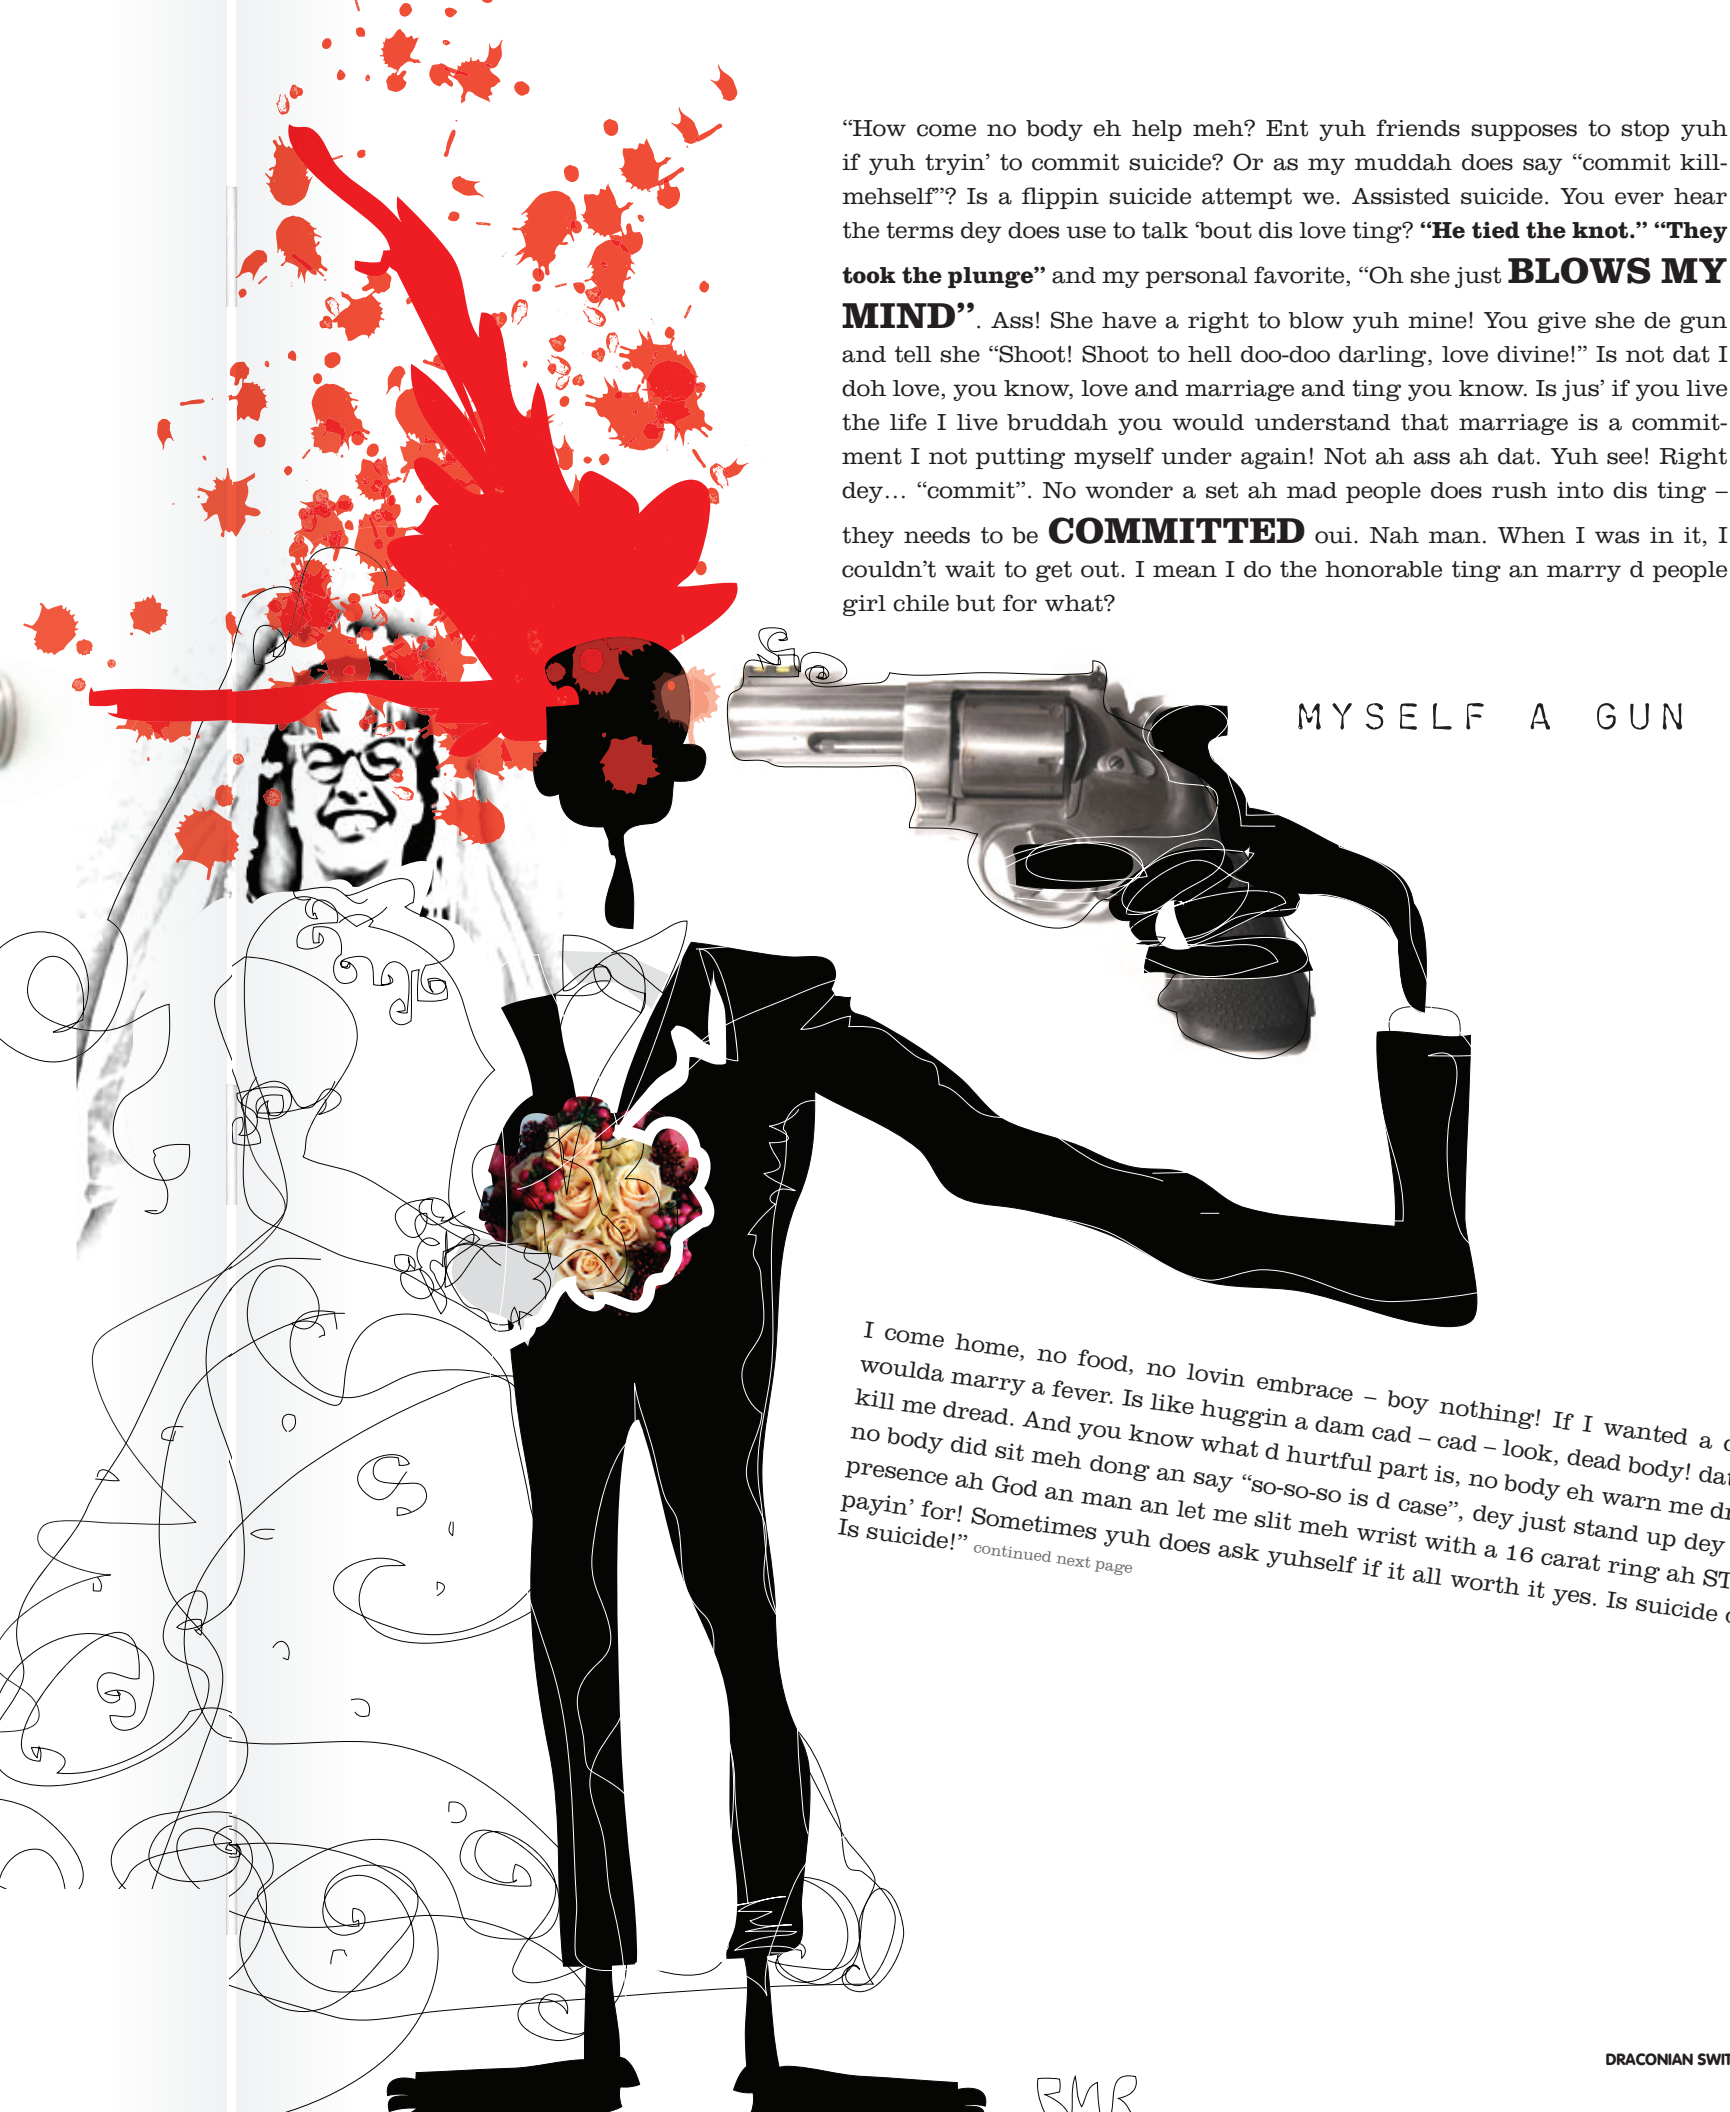 “How come no body eh help meh? Ent yuh friends supposes to stop yuh
if yuh tryin’ to commit suicide? Or as my muddah does say “commit kill-
mehself”? Is a flippin suicide attempt we. Assisted suicide. You ever hear
the terms dey does use to talk ‘bout dis love ting? “He tied the knot.” “They
took the plunge” and my personal favorite, “Oh she just BLOWS MY
MIND”. Ass! She have a right to blow yuh mine! You give she de gun
and tell she “Shoot! Shoot to hell doo-doo darling, love divine!” Is not dat I
doh love, you know, love and marriage and ting you know. Is jus’ if you live
the life I live bruddah you would understand that marriage is a commit-
ment I not putting myself under again! Not ah ass ah dat. Yuh see! Right
dey… “commit”. No wonder a set ah mad people does rush into dis ting –
they needs to be COMMITTED oui. Nah man. When I was in it, I
couldn’t wait to get out. I mean I do the honorable ting an marry d people
girl chile but for what?
MYSELF A GUN
I come home, no food, no lovin embrace – boy nothing! If I wanted a
woulda marry a fever. Is like huggin a dam cad – cad – look, dead body!
kill me dread. And you know what d hurtful part is, no body eh warn me
no body did sit meh dong an say “so-so-so is d case”, dey just stand up dey
presence ah God an man an let me slit meh wrist with a 16 carat ring ah
payin’ for! Sometimes yuh does ask yuhself if it all worth it yes. Is suicide
Is suicide!” continued next page
DRACONIAN
RMR